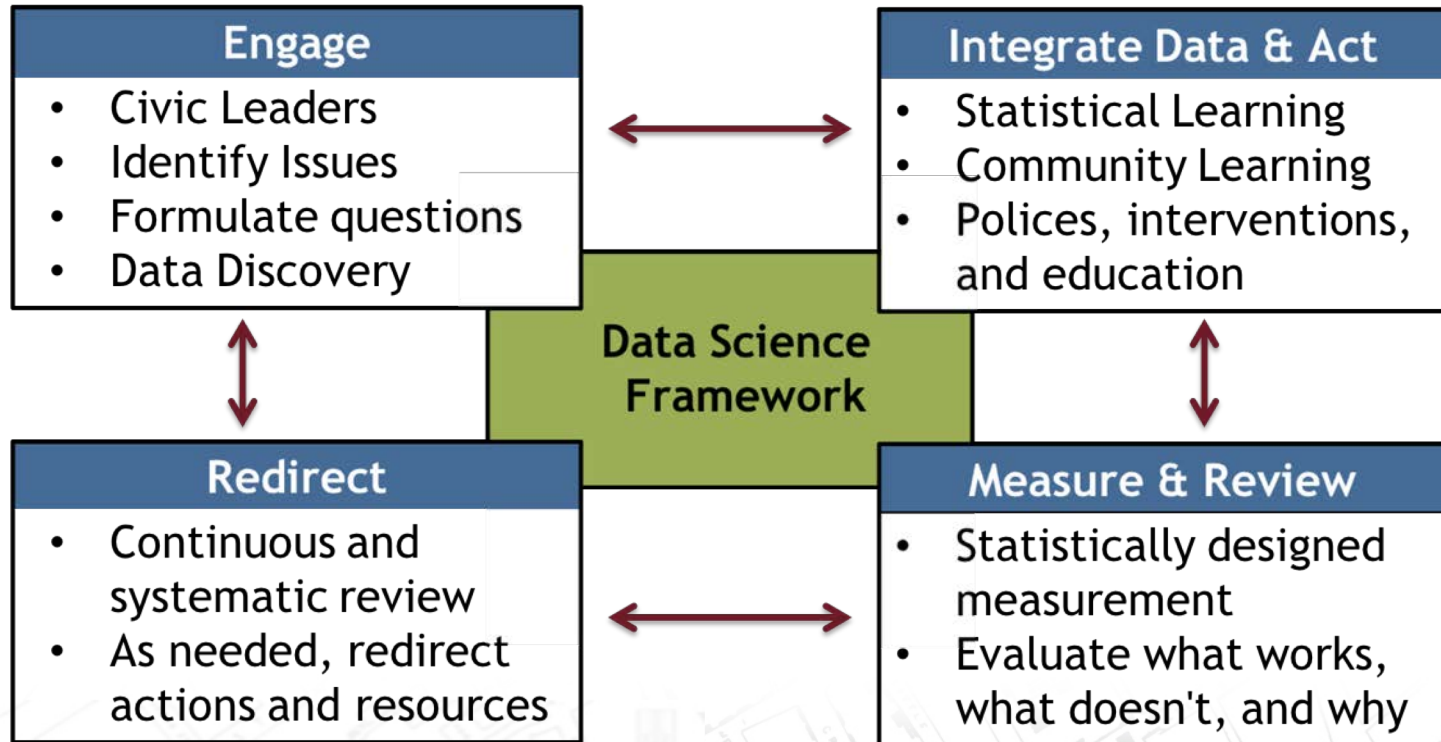 Engage
• Civic Leaders
• Identify Issues
• Formulate questions
• Data Discovery
Integrate Data & Act
• Statistical Learning
• Community Learning
• Polices, interventions,
and education
Data Science
Framework
Redirect
• Continuous and
systematic review
• As needed, redirect
actions and resources
Measure & Review
• Statistically designed
measurement
• Evaluate what works,
what doesn't, and why